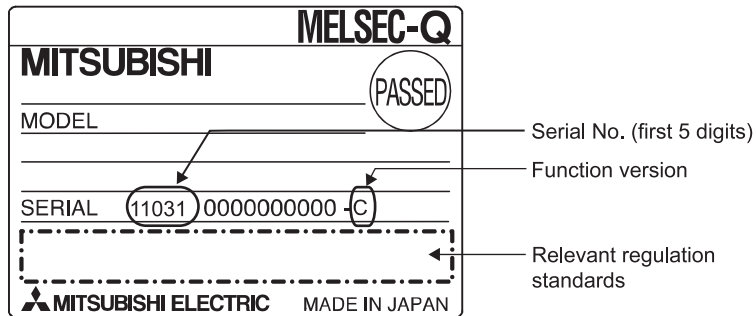 MELSEC-Q
MITSUBISHI
PASSED
MODEL
Serial No. (first 5 digits)
Function version
SERIAL 11031 0000000000 -C
Relevant regulation
standards
MITSUBISHI ELECTRIC MADE IN JAPAN